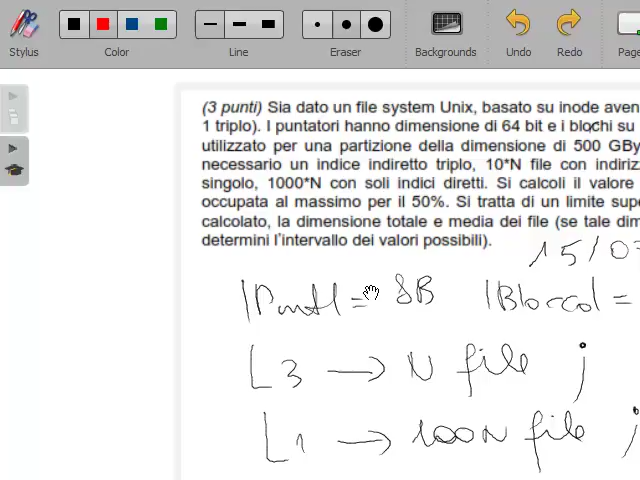 Stylus Color Line Eraser Backgrounds Undo Redo Page
(3 punti) Sia dato un file system Unix, basato su inode aven
1 triplo). I puntatori hanno dimensione di 64 bit e i blochi su
utilizzato per una partizione della dimensione di 500 GBy
necessario un indice indiretto triplo, 10*N file con indiriz
singolo, 1000*N con soli indici diretti. Si calcoli il valore
occupata al massimo per il 50%. Si tratta di un limite supe
calcolato, la dimensione totale e media dei file (se tale dim
determini l'intervallo dei valori possibili).
15/07
|Punt| = 8B |Blocco| =
L3 → N file ;
L1 → 100N file ;